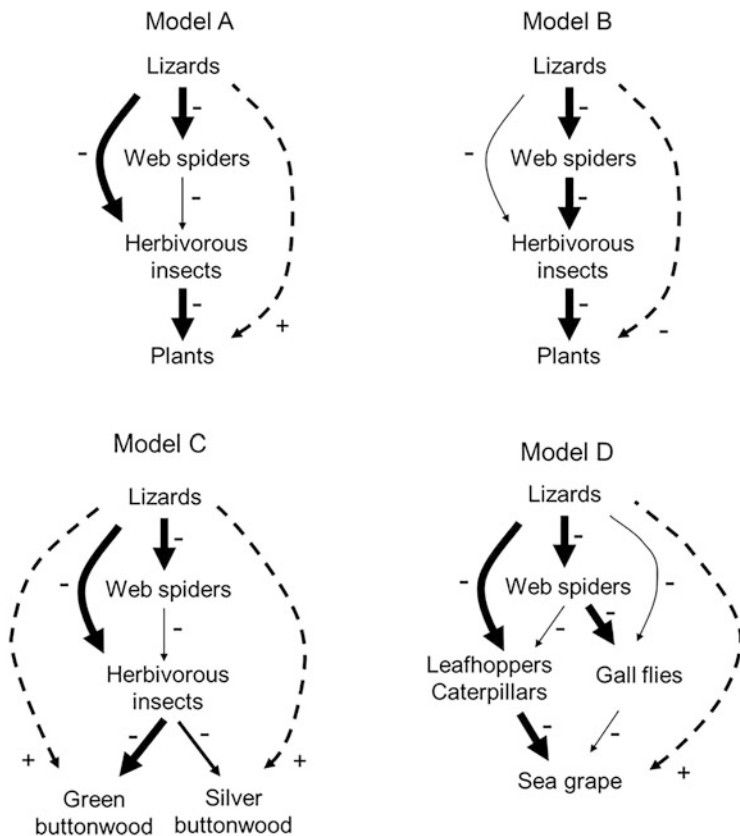 Model A
Lizards
-
-
Web spiders
-
Herbivorous
insects
-
+
Plants
Model B
Lizards
-
-
Web spiders
-
Herbivorous
insects
-
-
Plants
Model C
Lizards
-
-
Web spiders
-
Herbivorous
insects
-
-
+
+
Green
buttonwood
Silver
buttonwood
Model D
Lizards
-
-
-
Web spiders
-
-
Leafhoppers
Caterpillars
Gall flies
-
-
+
Sea grape